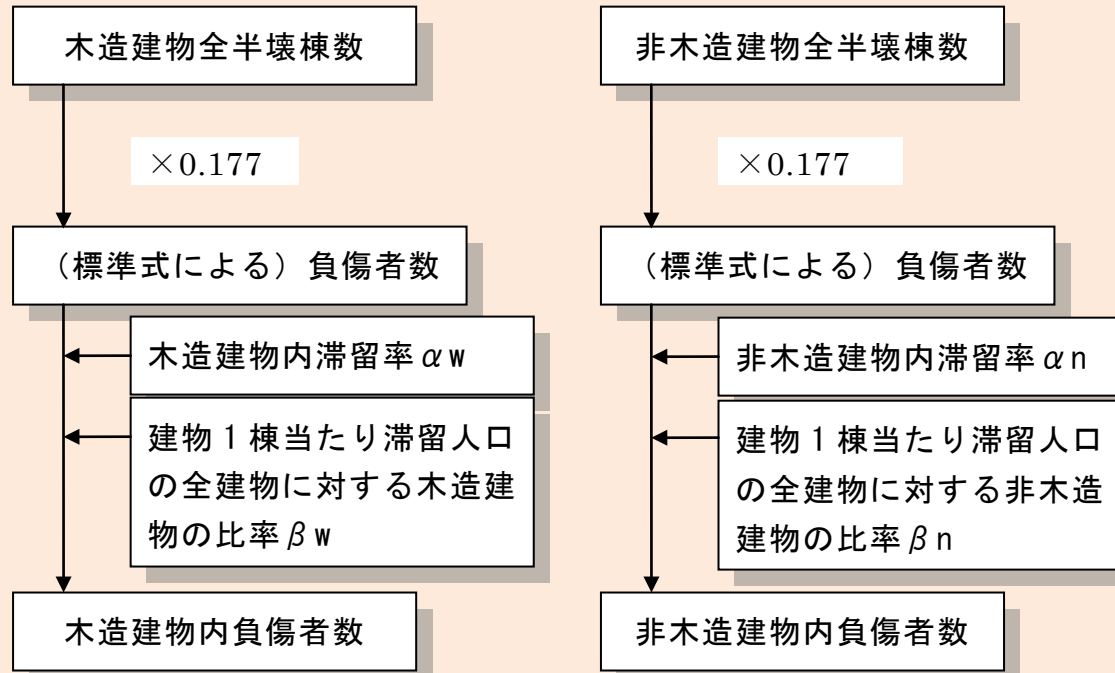 木造建物全半壊棟数
×0.177
（標準式による）負傷者数
木造建物内滞留率αw
建物1棟当たり滞留人口
の全建物に対する木造建
物の比率βw
木造建物内負傷者数
非木造建物全半壊棟数
×0.177
（標準式による）負傷者数
非木造建物内滞留率αn
建物1棟当たり滞留人口
の全建物に対する非木造
建物の比率βn
非木造建物内負傷者数